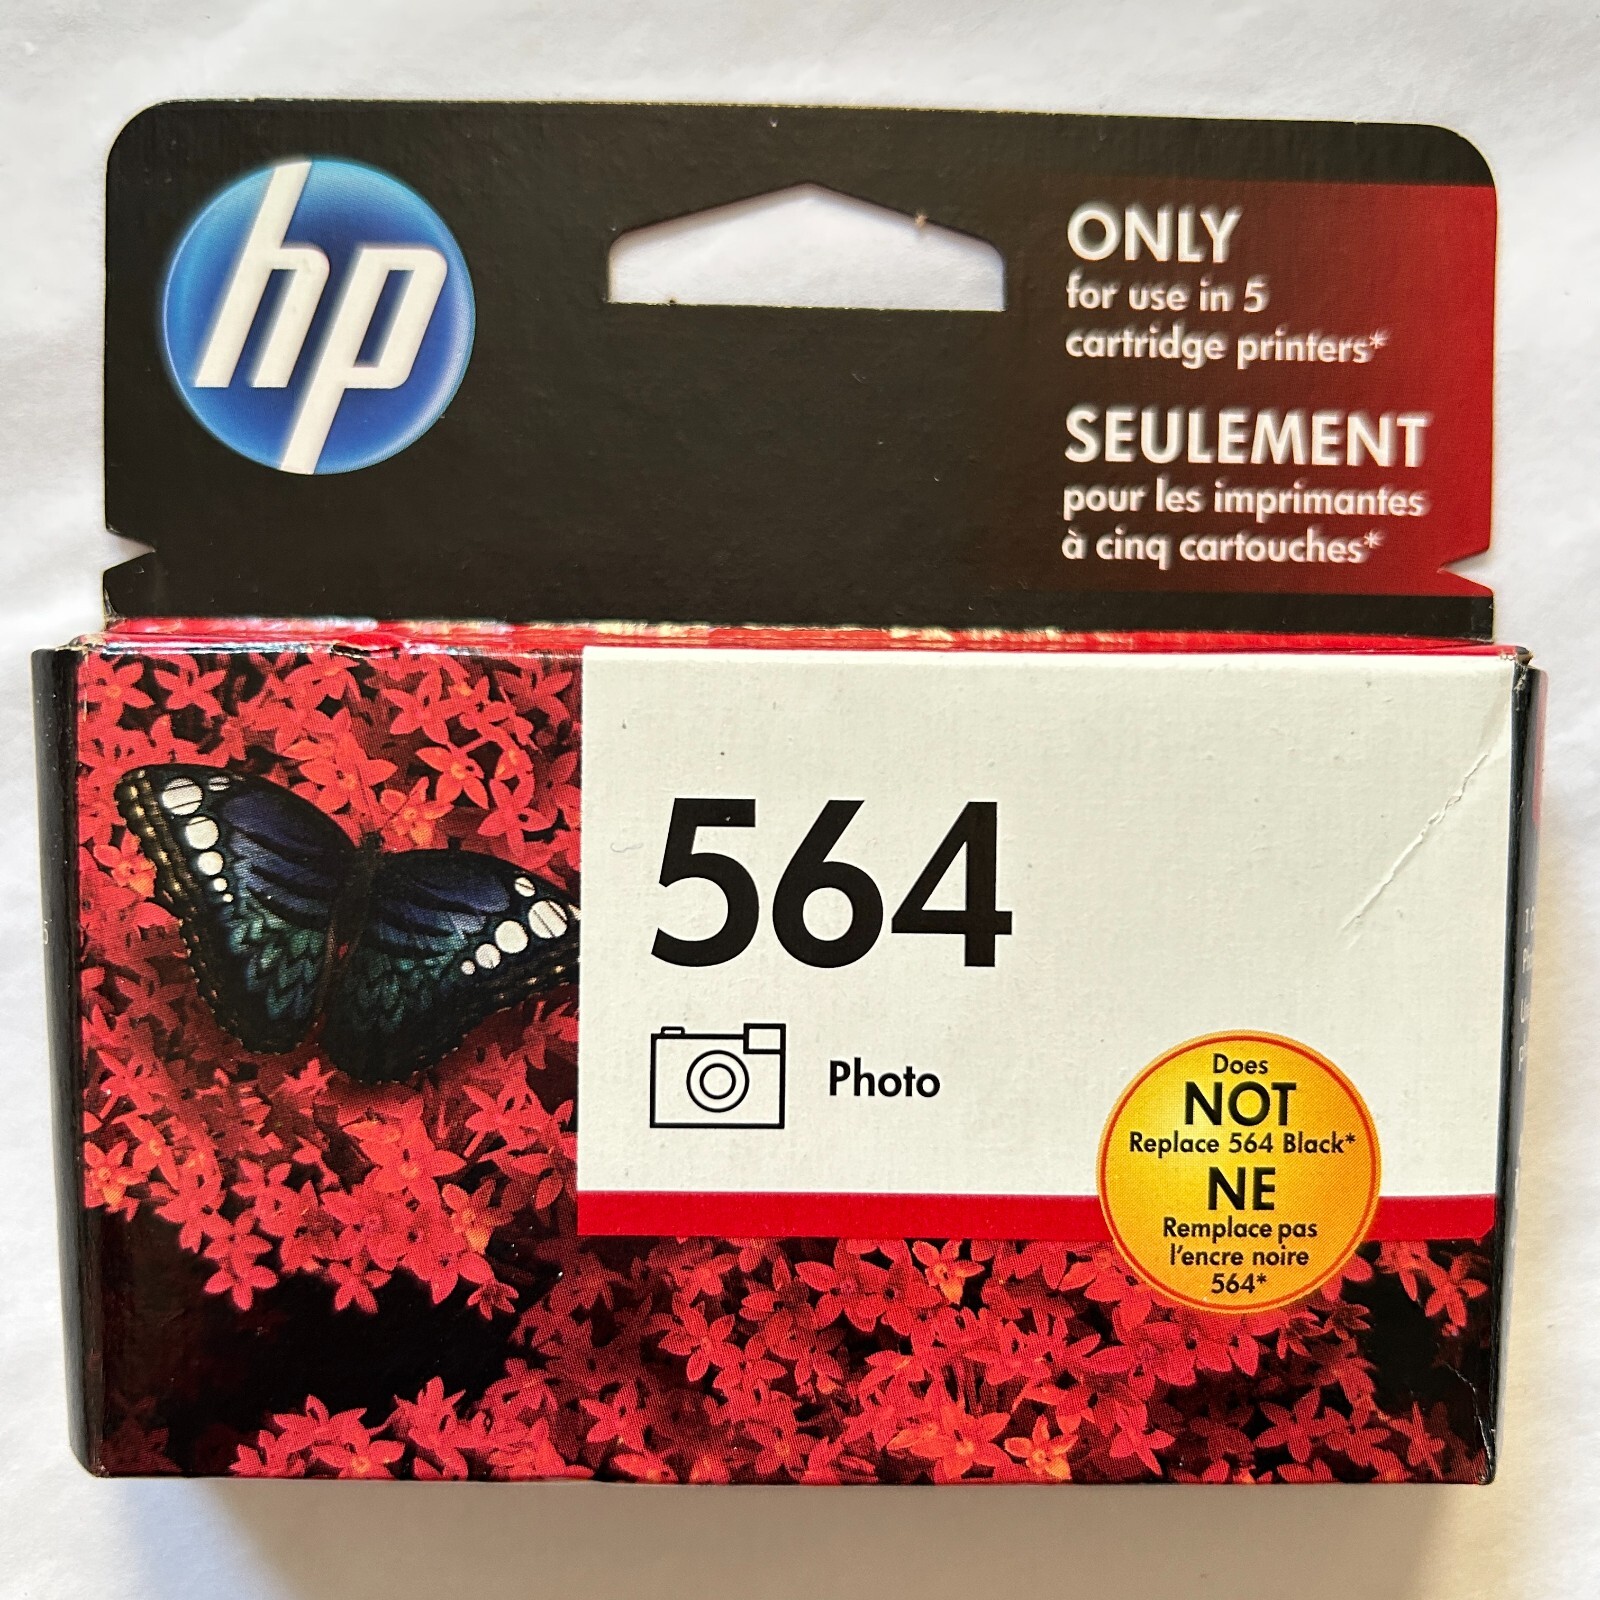 hp
ONLY
for use in 5
cartridge printers*
SEULEMENT
pour les imprimantes
à cinq cartouches*
564
Photo
Does
NOT
Replace 564 Black*
NE
Remplace pas
l'encre noire
564*